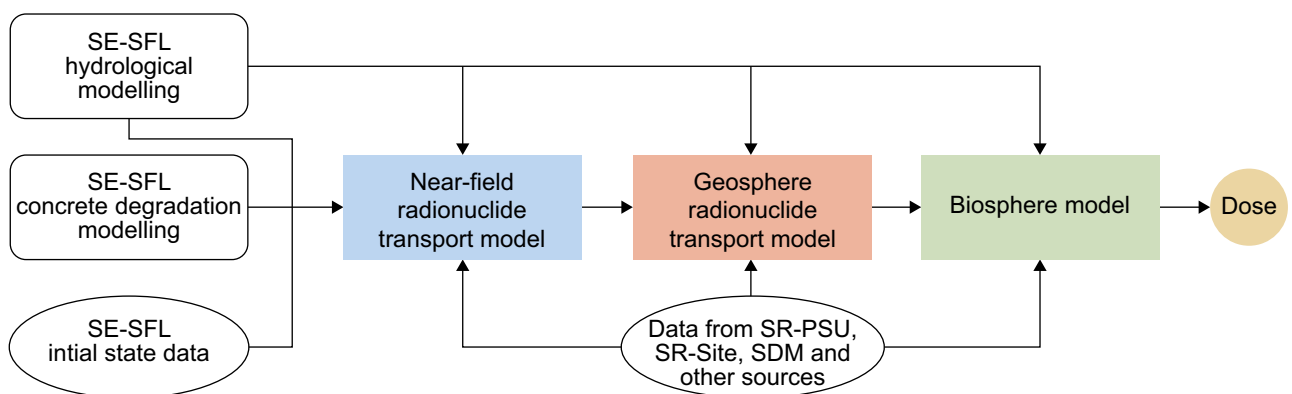 SE-SFL
hydrological
modelling
SE-SFL
concrete degradation
modelling
SE-SFL
intial state data
Near-field
radionuclide
transport model
Geosphere
radionuclide
transport model
Biosphere model
Dose
Data from SR-PSU,
SR-Site, SDM and
other sources